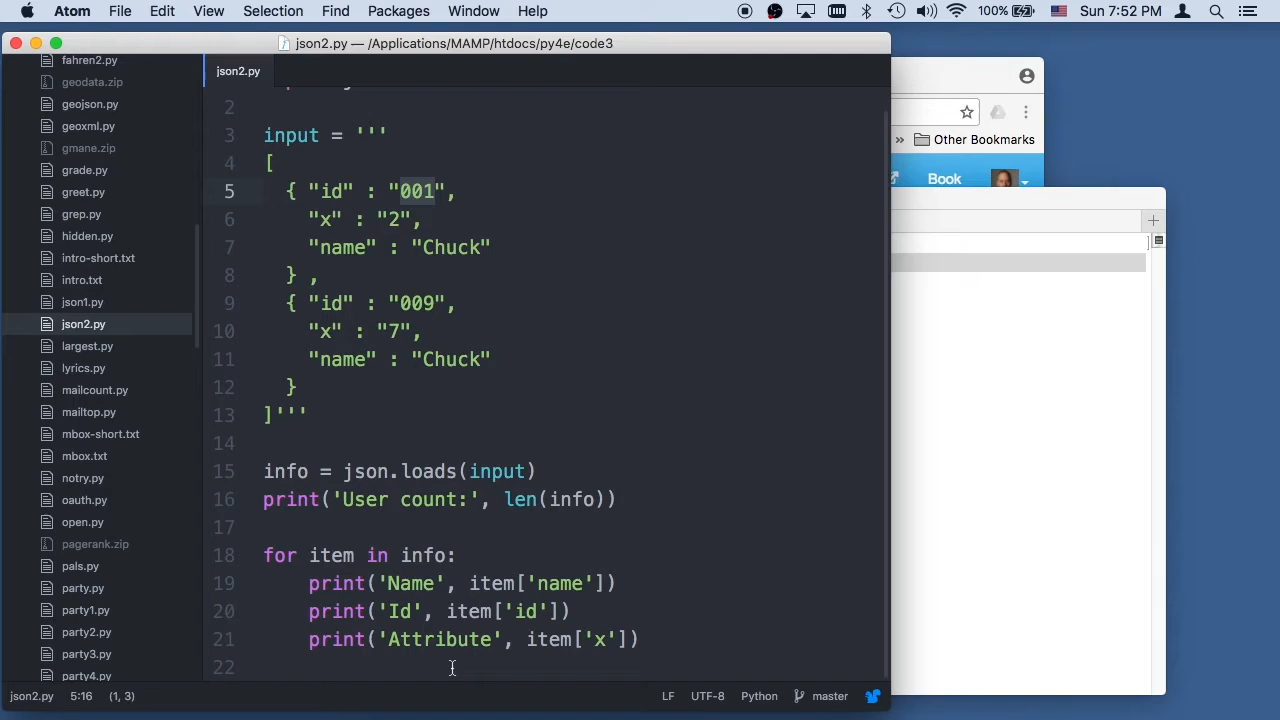 Atom File Edit View Selection Find Packages Window Help 100% Sun 7:52 PM
json2.py — /Applications/MAMP/htdocs/py4e/code3
fahren2.py
geodata.zip
geojson.py
geoxml.py
gmane.zip
grade.py
greet.py
grep.py
hidden.py
intro-short.txt
intro.txt
json1.py
json2.py
largest.py
lyrics.py
mailcount.py
mailtop.py
mbox-short.txt
mbox.txt
notry.py
oauth.py
open.py
pagerank.zip
pals.py
party.py
party1.py
party2.py
party3.py
party4.py
json2.py
2
3 input = '''
4 [
5 { "id" : "001",
6 "x" : "2",
7 "name" : "Chuck"
8 } ,
9 { "id" : "009",
10 "x" : "7",
11 "name" : "Chuck"
12 }
13 ]'''
14
15 info = json.loads(input)
16 print('User count:', len(info))
17
18 for item in info:
19 print('Name', item['name'])
20 print('Id', item['id'])
21 print('Attribute', item['x'])
22
json2.py 5:16 (1, 3) LF UTF-8 Python master
» Other Bookmarks
Book
]